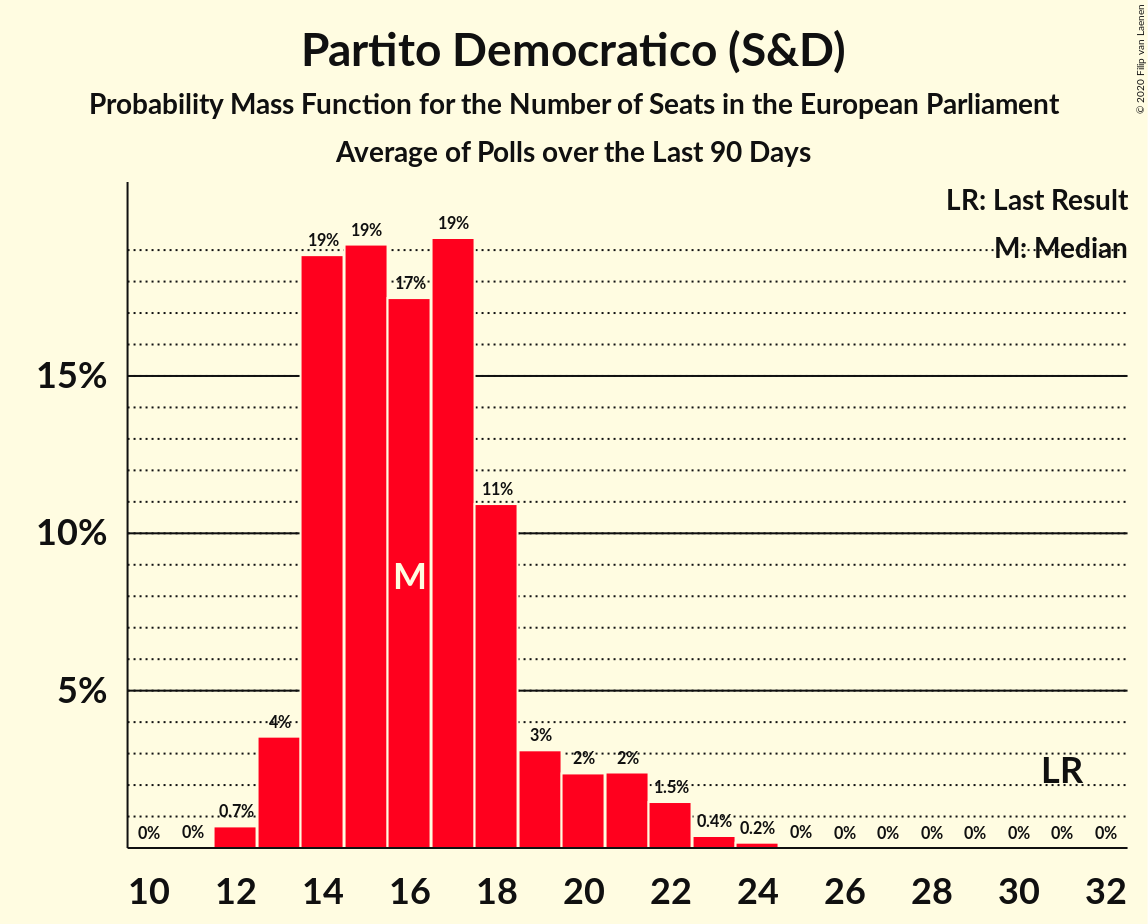 Partito Democratico (S&D)
Probability Mass Function for the Number of Seats in the European Parliament
Average of Polls over the Last 90 Days
© 2020 Filip van Laenen
LR: Last Result
M: Median
15%
10%
5%
0% 0% 0.7% 4% 19% 19% 17% 19% 11% 3% 2% 2% 1.5% 0.4% 0.2% 0% 0% 0% 0% 0% 0% 0% 0%
M
LR
10 12 14 16 18 20 22 24 26 28 30 32